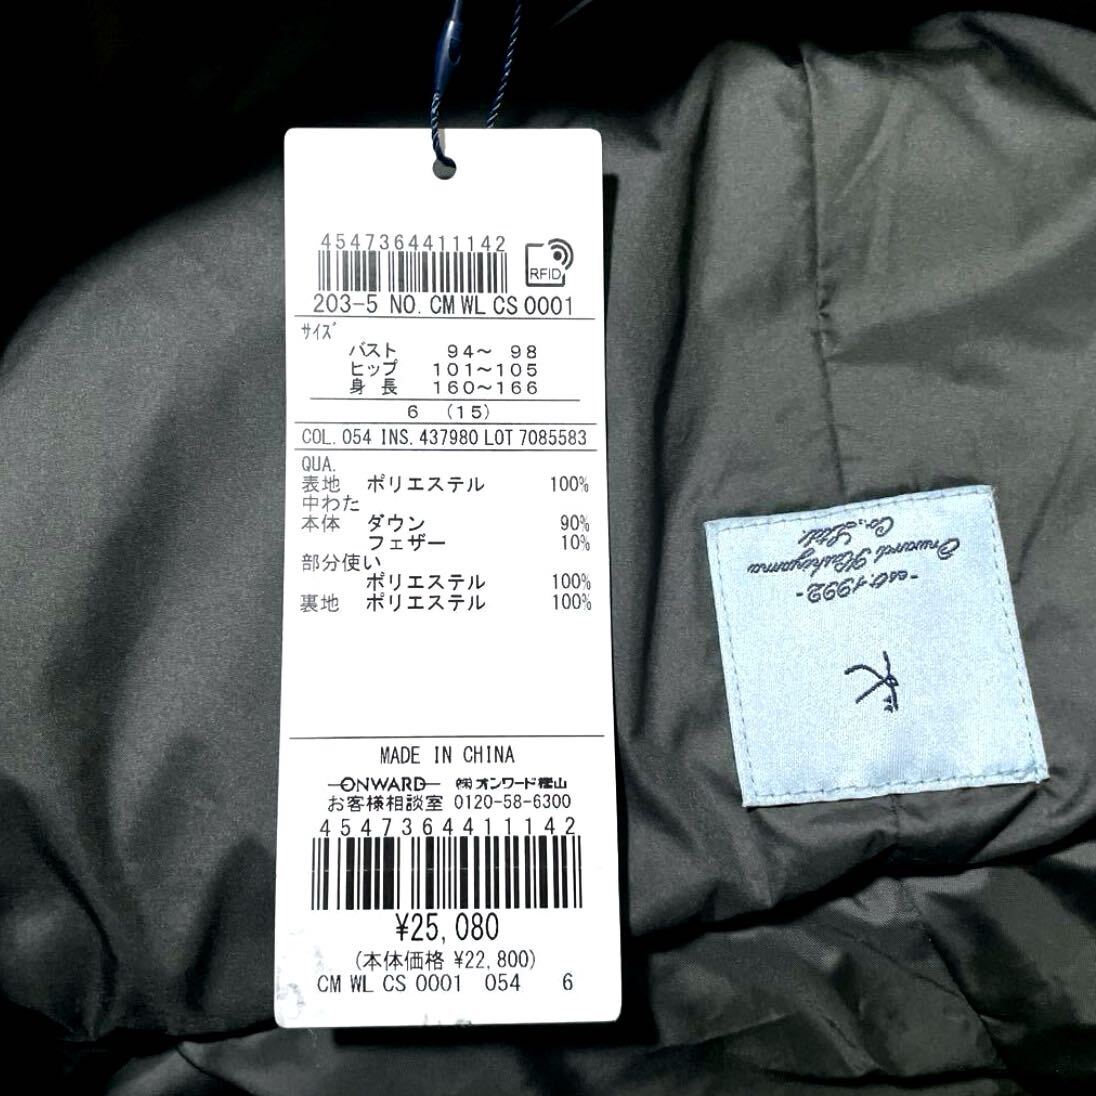 4547364411142
RFID
203-5 NO. CM WL CS 0001
サイズ
バスト 94～ 98
ヒップ 101～105
身長 160～166
6 (15)
COL. 054 INS. 437980 LOT 7085583
QUA.
表地 ポリエステル 100%
中わた
本体 ダウン 90%
フェザー 10%
部分使い
ポリエステル 100%
裏地 ポリエステル 100%
MADE IN CHINA
ONWARD ㈱オンワード樫山
お客様相談室 0120-58-6300
4547364411142
¥25,080
(本体価格 ¥22,800)
CM WL CS 0001 054 6
K
-est.1992-
Onward Kashiyama
Co.,Ltd.